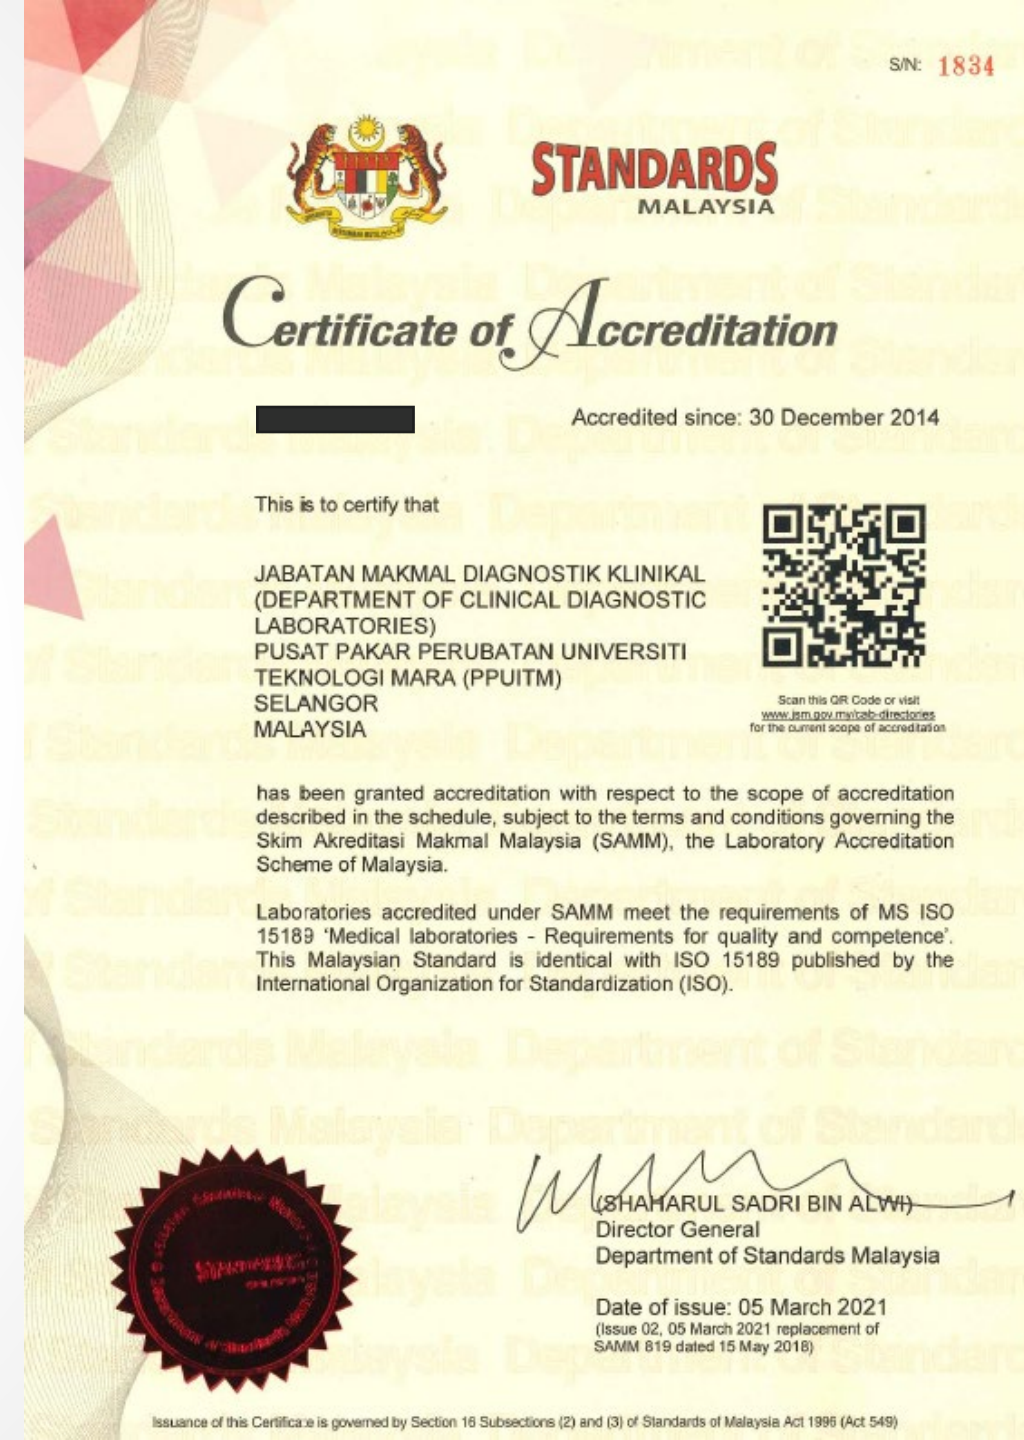 S/N: 1834
STANDARDS
MALAYSIA
Certificate of Accreditation
Accredited since: 30 December 2014
This is to certify that
JABATAN MAKMAL DIAGNOSTIK KLINIKAL
(DEPARTMENT OF CLINICAL DIAGNOSTIC
LABORATORIES)
PUSAT PAKAR PERUBATAN UNIVERSITI
TEKNOLOGI MARA (PPUITM)
SELANGOR
MALAYSIA
Scan this QR Code or visit
www.jsm.gov.my/cab-directories
for the current scope of accreditation
has been granted accreditation with respect to the scope of accreditation
described in the schedule, subject to the terms and conditions governing the
Skim Akreditasi Makmal Malaysia (SAMM), the Laboratory Accreditation
Scheme of Malaysia.
Laboratories accredited under SAMM meet the requirements of MS ISO
15189 ‘Medical laboratories - Requirements for quality and competence’.
This Malaysian Standard is identical with ISO 15189 published by the
International Organization for Standardization (ISO).
(SHAHARUL SADRI BIN ALWI)
Director General
Department of Standards Malaysia
Date of issue: 05 March 2021
(Issue 02, 05 March 2021 replacement of
SAMM 819 dated 15 May 2018)
Issuance of this Certificate is governed by Section 16 Subsections (2) and (3) of Standards of Malaysia Act 1996 (Act 549)